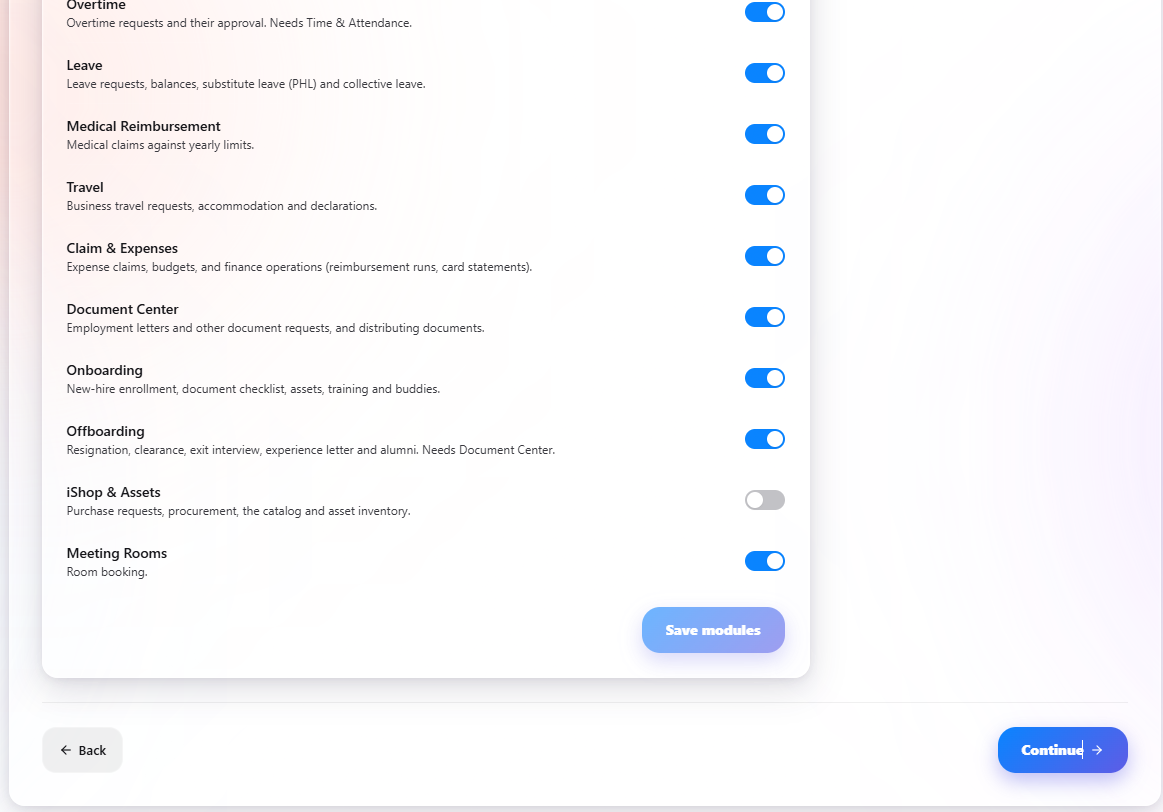 Overtime
Overtime requests and their approval. Needs Time & Attendance.
Leave
Leave requests, balances, substitute leave (PHL) and collective leave.
Medical Reimbursement
Medical claims against yearly limits.
Travel
Business travel requests, accommodation and declarations.
Claim & Expenses
Expense claims, budgets, and finance operations (reimbursement runs, card statements).
Document Center
Employment letters and other document requests, and distributing documents.
Onboarding
New-hire enrollment, document checklist, assets, training and buddies.
Offboarding
Resignation, clearance, exit interview, experience letter and alumni. Needs Document Center.
iShop & Assets
Purchase requests, procurement, the catalog and asset inventory.
Meeting Rooms
Room booking.
Save modules
← Back
Continue →